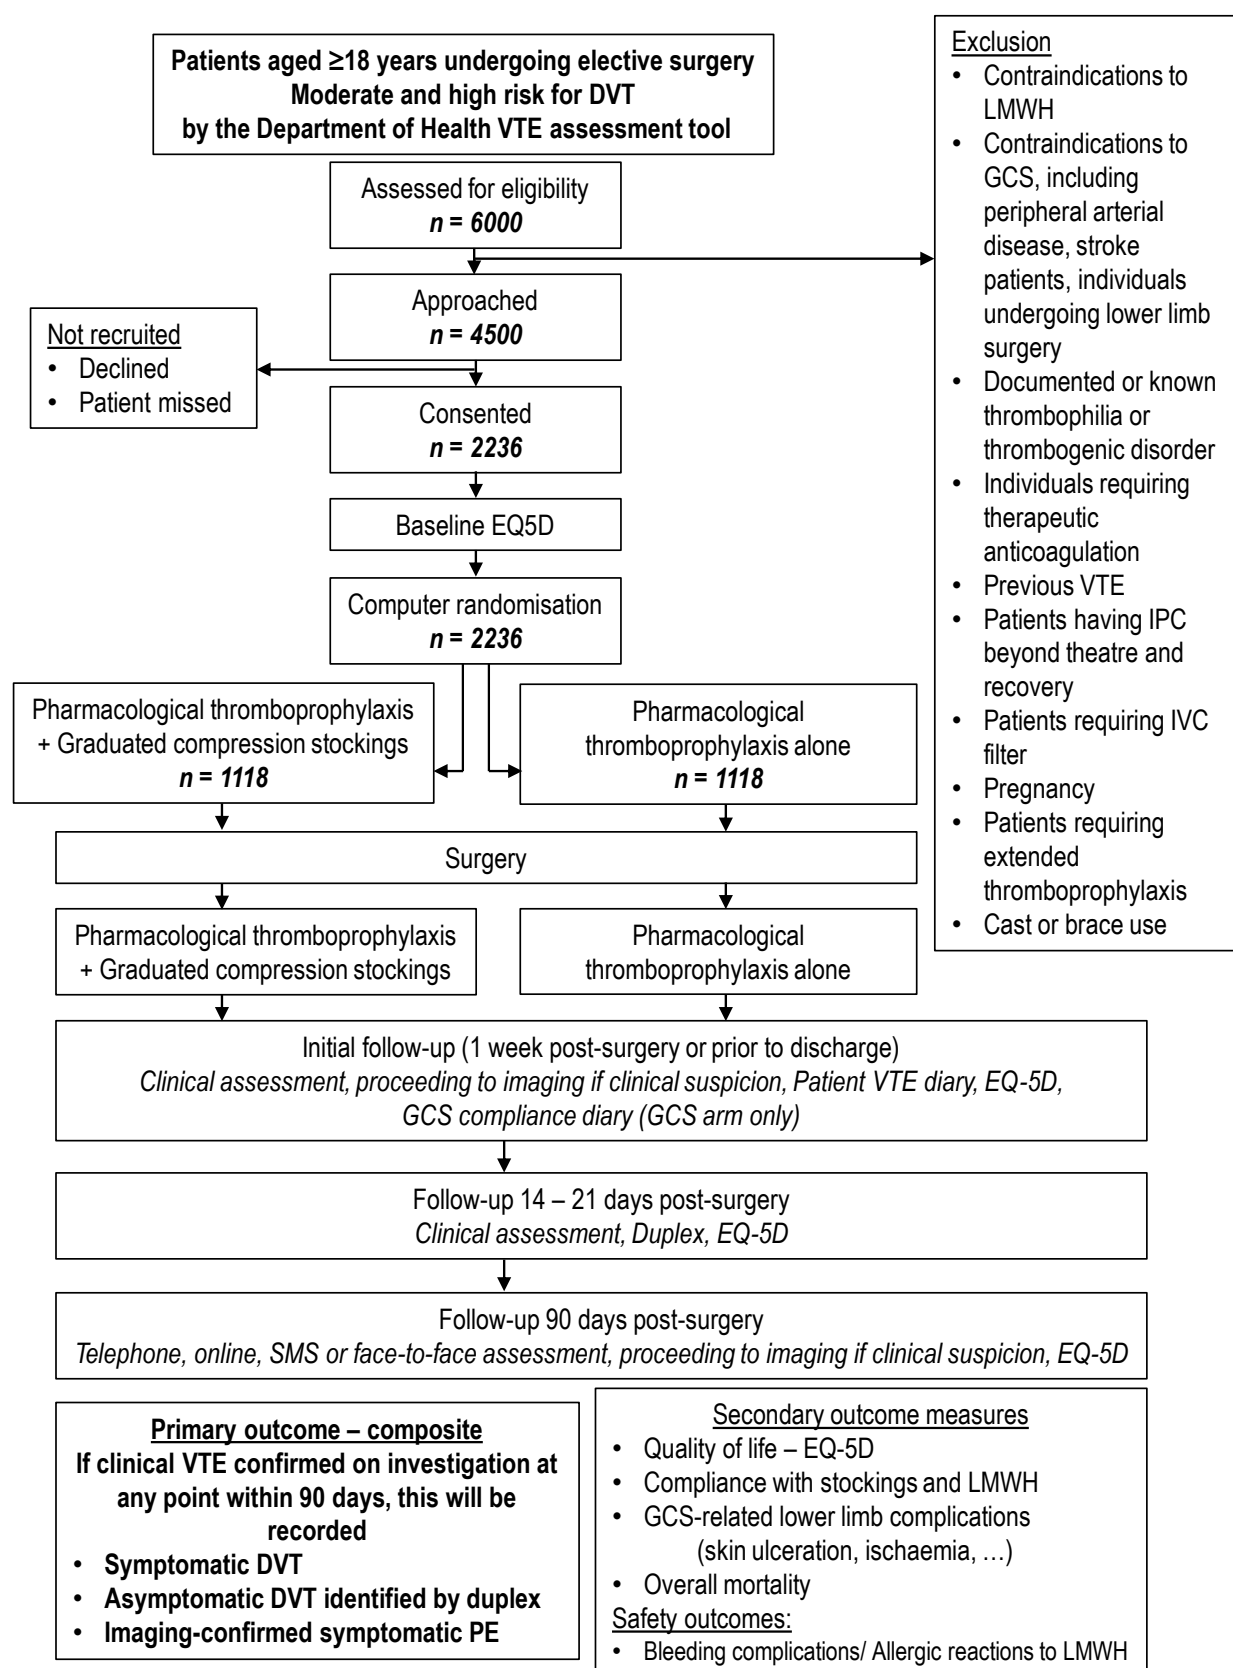 Patients aged ≥18 years undergoing elective surgery
Moderate and high risk for DVT
by the Department of Health VTE assessment tool
Assessed for eligibility
n = 6000
Exclusion
• Contraindications to
LMWH
• Contraindications to
GCS, including
peripheral arterial
disease, stroke
patients, individuals
undergoing lower limb
surgery
• Documented or known
thrombophilia or
thrombogenic disorder
• Individuals requiring
therapeutic
anticoagulation
• Previous VTE
• Patients having IPC
beyond theatre and
recovery
• Patients requiring IVC
filter
• Pregnancy
• Patients requiring
extended
thromboprophylaxis
• Cast or brace use
Approached
n = 4500
Not recruited
• Declined
• Patient missed
Consented
n = 2236
Baseline EQ5D
Computer randomisation
n = 2236
Pharmacological thromboprophylaxis
+ Graduated compression stockings
n = 1118
Pharmacological
thromboprophylaxis alone
n = 1118
Surgery
Pharmacological thromboprophylaxis
+ Graduated compression stockings
Pharmacological
thromboprophylaxis alone
Initial follow-up (1 week post-surgery or prior to discharge)
Clinical assessment, proceeding to imaging if clinical suspicion, Patient VTE diary, EQ-5D,
GCS compliance diary (GCS arm only)
Follow-up 14 – 21 days post-surgery
Clinical assessment, Duplex, EQ-5D
Follow-up 90 days post-surgery
Telephone, online, SMS or face-to-face assessment, proceeding to imaging if clinical suspicion, EQ-5D
Primary outcome – composite
If clinical VTE confirmed on investigation at
any point within 90 days, this will be
recorded
• Symptomatic DVT
• Asymptomatic DVT identified by duplex
• Imaging-confirmed symptomatic PE
Secondary outcome measures
• Quality of life – EQ-5D
• Compliance with stockings and LMWH
• GCS-related lower limb complications
(skin ulceration, ischaemia, …)
• Overall mortality
Safety outcomes:
• Bleeding complications/ Allergic reactions to LMWH